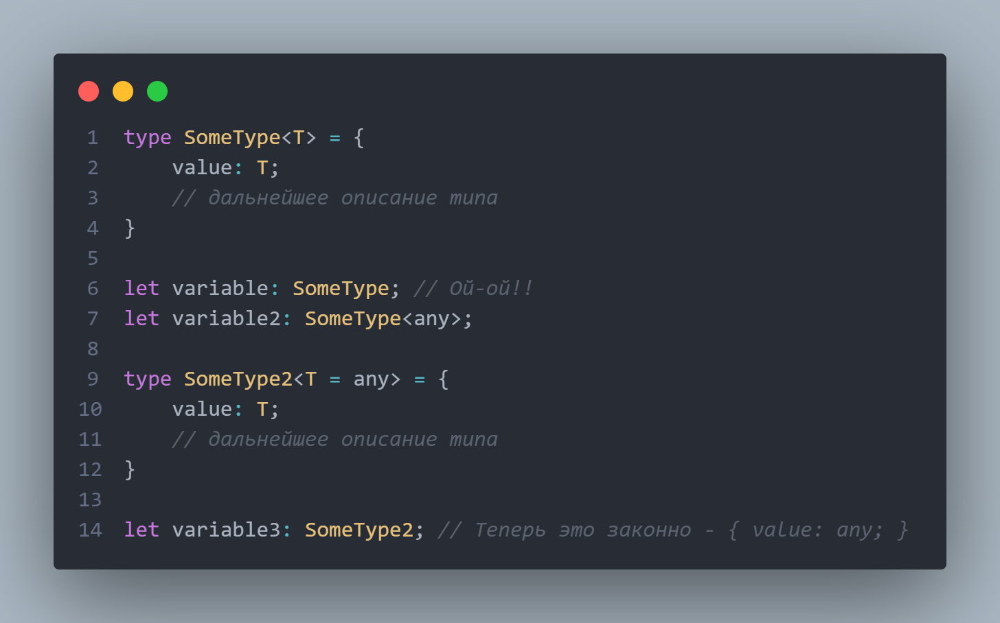 1 type SomeType<T> = {
2     value: T;
3     // дальнейшее описание типа
4 }
5
6 let variable: SomeType; // Ой-ой!!
7 let variable2: SomeType<any>;
8
9 type SomeType2<T = any> = {
10     value: T;
11     // дальнейшее описание типа
12 }
13
14 let variable3: SomeType2; // Теперь это законно - { value: any; }